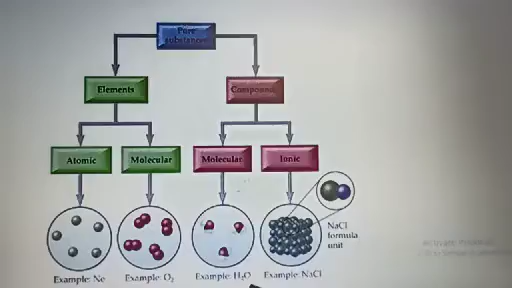 Pure
substances
Elements
Compounds
Atomic
Molecular
Molecular
Ionic
NaCl
formula
unit
Example: Ne
Example: O₂
Example: H₂O
Example: NaCl